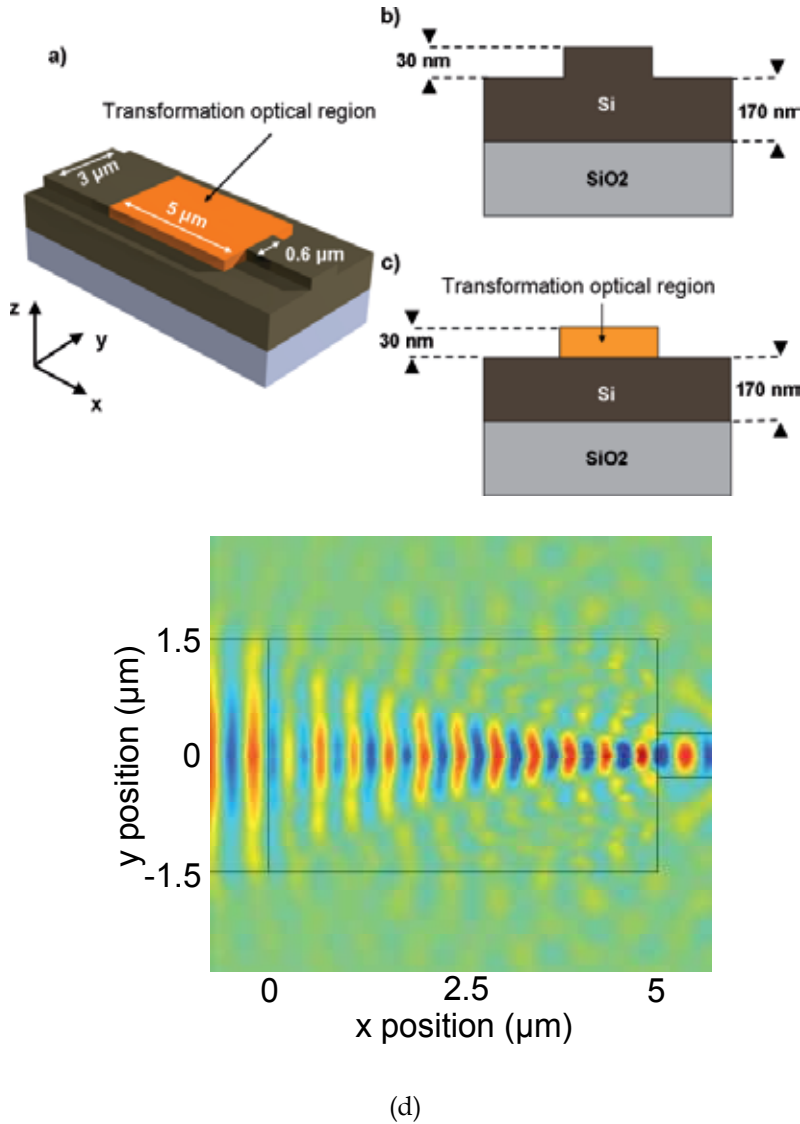 a)
Transformation optical region
3 µm
5 µm
0.6 µm
z
y
x
b)
30 nm
Si
170 nm
SiO2
c)
Transformation optical region
30 nm
Si
170 nm
SiO2
y position (µm)
1.5
0
-1.5
0 2.5 5
x position (µm)
(d)